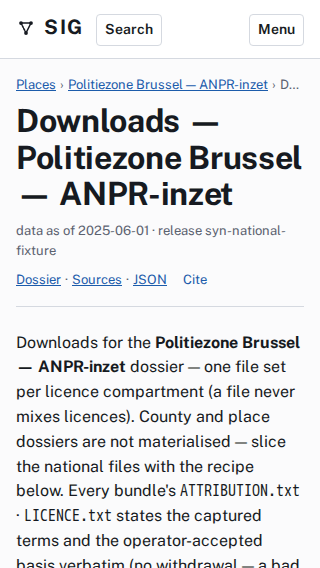 SIG Search Menu
Places › Politiezone Brussel — ANPR-inzet › D…
Downloads —
Politiezone Brussel
— ANPR-inzet
data as of 2025-06-01 · release syn-national-
fixture
Dossier · Sources · JSON Cite
Downloads for the Politiezone Brussel
— ANPR-inzet dossier — one file set
per licence compartment (a file never
mixes licences). County and place
dossiers are not materialised — slice
the national files with the recipe
below. Every bundle's ATTRIBUTION.txt
· LICENCE.txt states the captured
terms and the operator-accepted
basis verbatim (no withdrawal — a bad